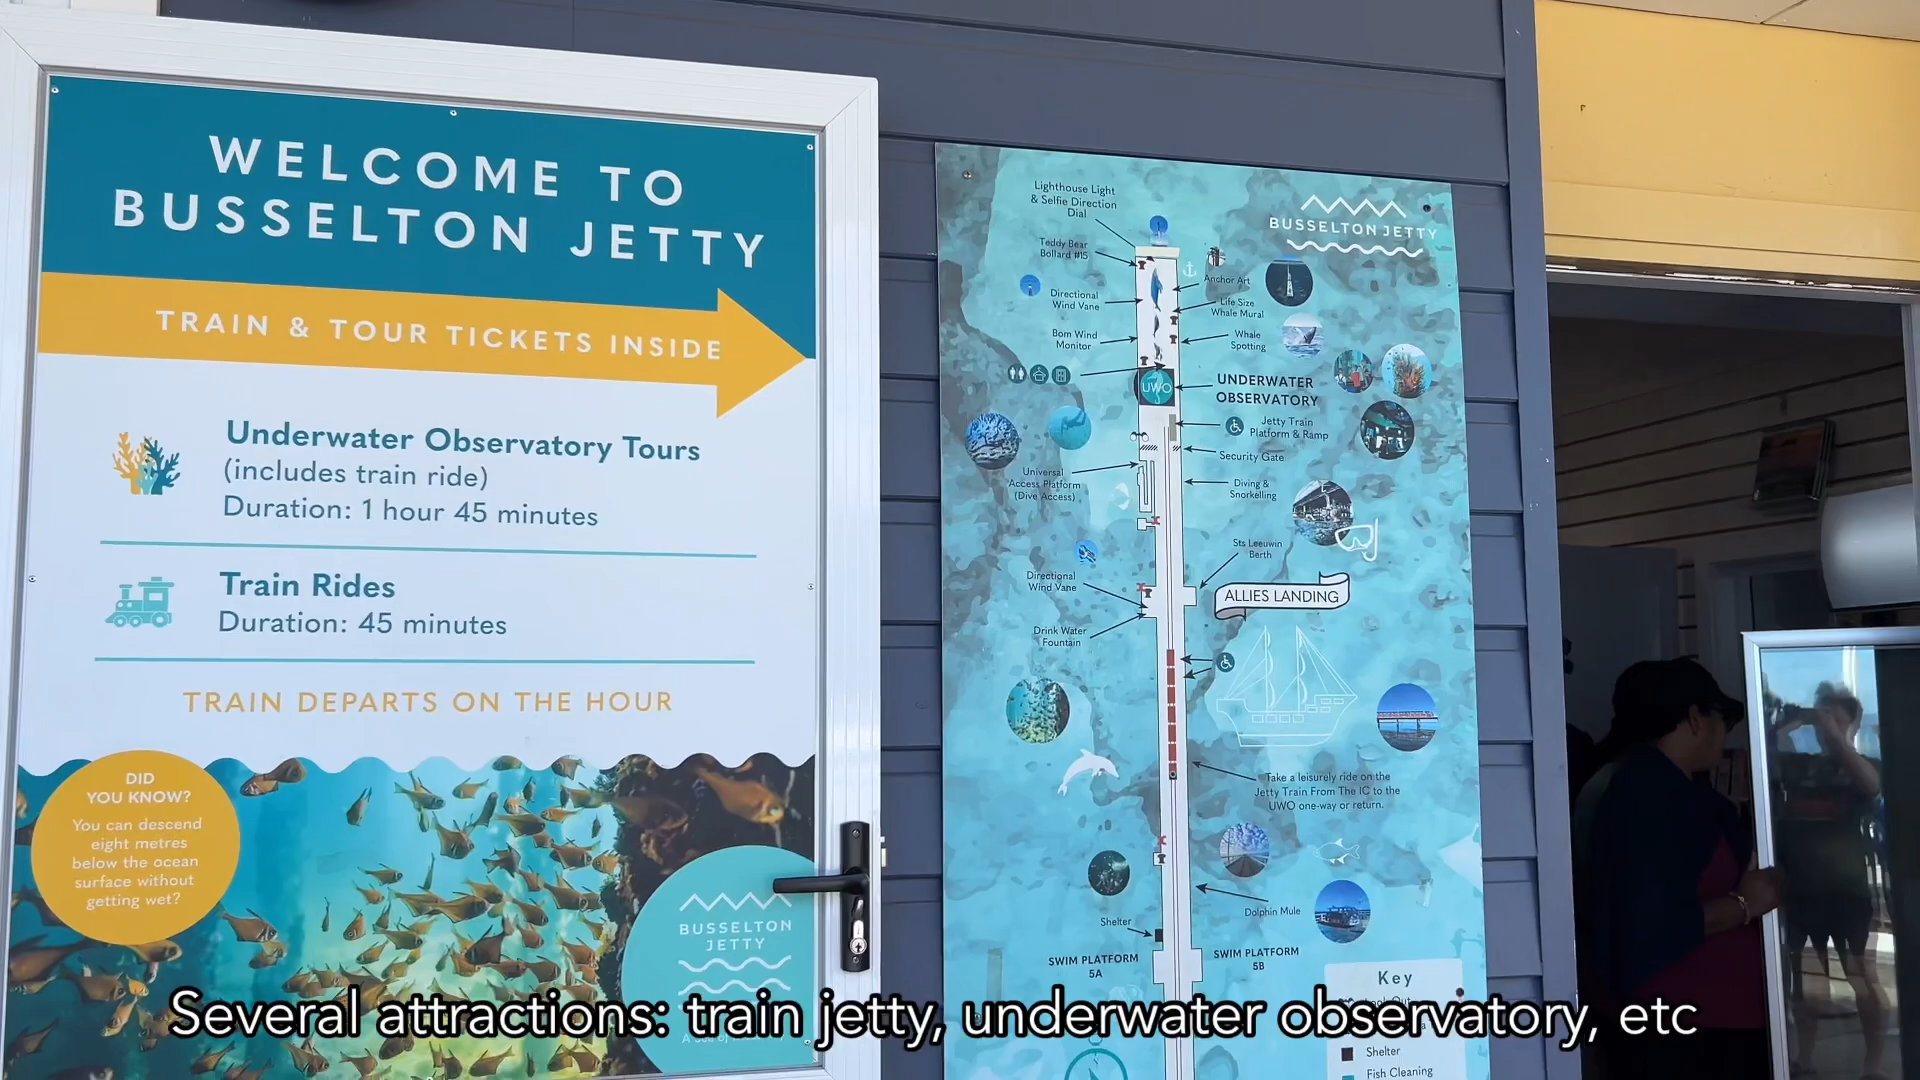 WELCOME TO
BUSSELTON JETTY
TRAIN & TOUR TICKETS INSIDE
Underwater Observatory Tours
(includes train ride)
Duration: 1 hour 45 minutes
Train Rides
Duration: 45 minutes
TRAIN DEPARTS ON THE HOUR
DID
YOU KNOW?
You can descend
eight metres
below the ocean
surface without
getting wet?
BUSSELTON
JETTY
BUSSELTON JETTY
Lighthouse Light
& Selfie Direction
Dial
Teddy Bear
Bollard #15
Anchor Art
Directional
Wind Vane
Life Size
Whale Mural
Bom Wind
Monitor
Whale
Spotting
UWO
UNDERWATER
OBSERVATORY
Jetty Train
Platform & Ramp
Security Gate
Universal
Access Platform
(Dive Access)
Diving &
Snorkelling
Sts Leeuwin
Berth
Directional
Wind Vane
ALLIES LANDING
Drink Water
Fountain
Take a leisurely ride on the
Jetty Train From The IC to the
UWO one-way or return.
Dolphin Mule
Shelter
SWIM PLATFORM
5A
SWIM PLATFORM
5B
Key
Shelter
Fish Cleaning
Several attractions: train jetty, underwater observatory, etc